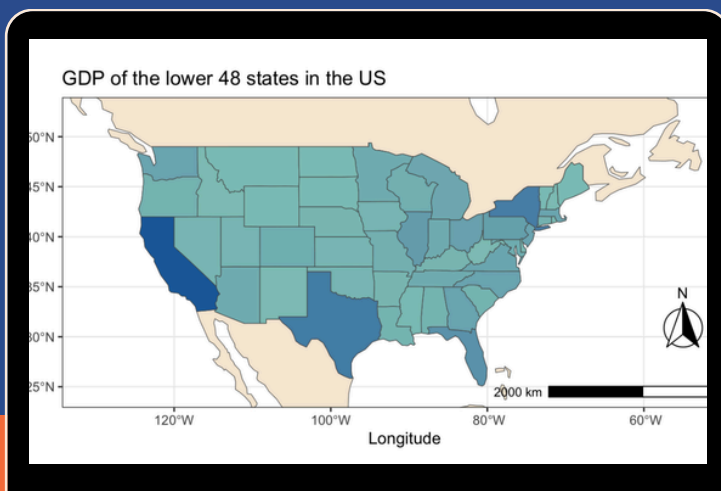 GDP of the lower 48 states in the US
50°N
45°N
40°N
35°N
30°N
25°N
N
2000 km
120°W
100°W
80°W
60°W
Longitude